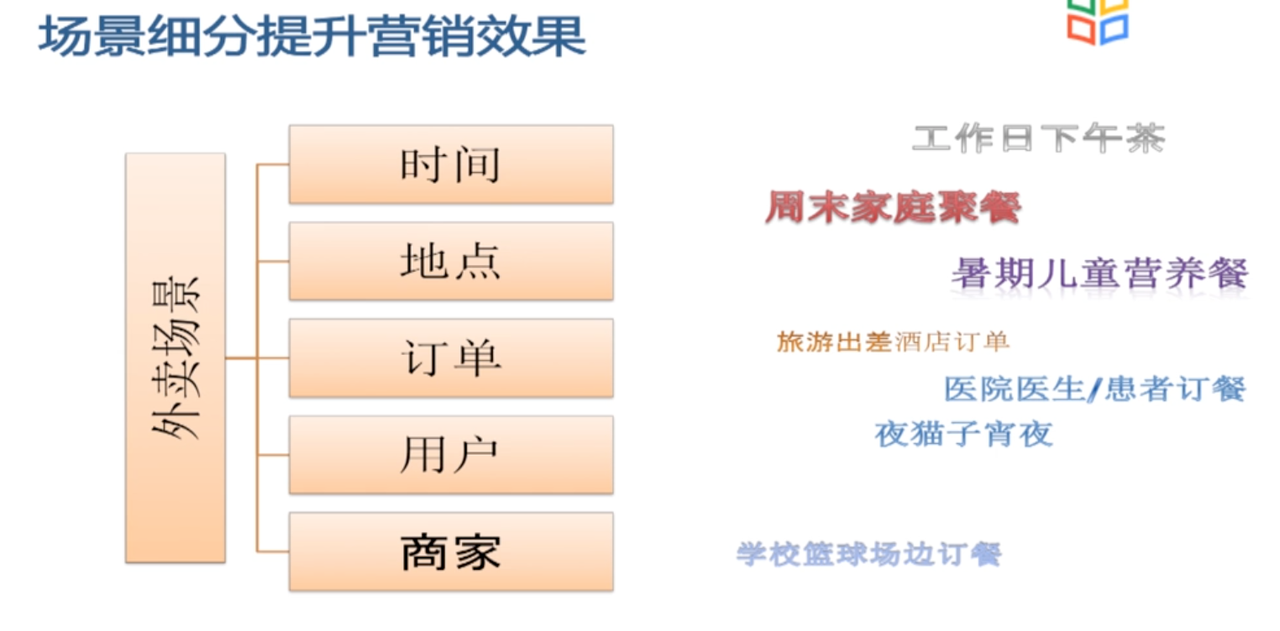 场景细分提升营销效果
外卖场景
时间
地点
订单
用户
商家
工作日下午茶
周末家庭聚餐
暑期儿童营养餐
旅游出差酒店订单
医院医生/患者订餐
夜猫子宵夜
学校篮球场边订餐